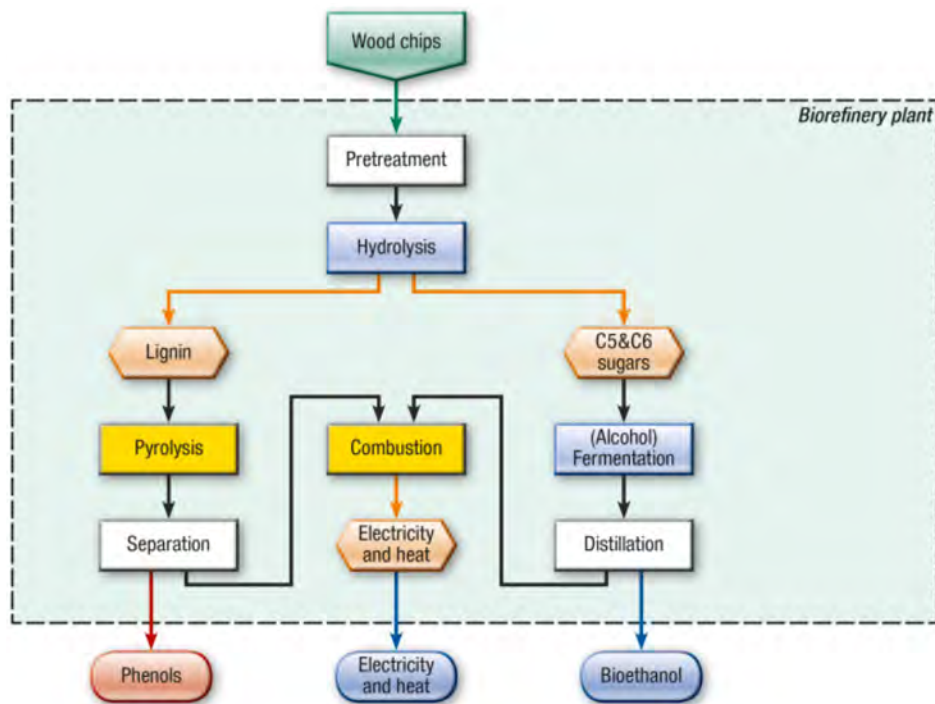 Wood chips
Biorefinery plant
Pretreatment
Hydrolysis
Lignin
C5&C6
sugars
Pyrolysis
Combustion
(Alcohol)
Fermentation
Separation
Electricity
and heat
Distillation
Phenols
Electricity
and heat
Bioethanol